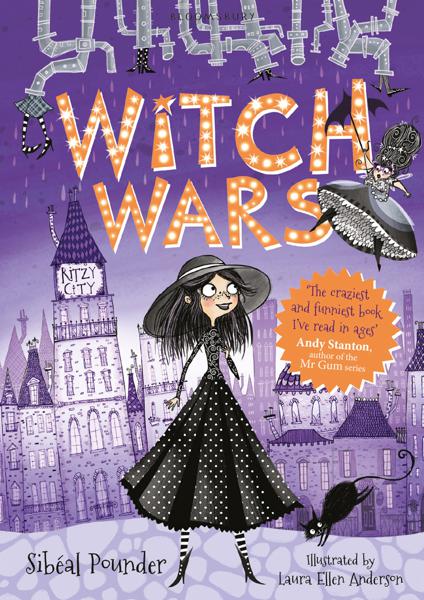 BLOOMSBURY
WiTCH
WARS
RiTZY
CiTY
'The craziest
and funniest book
I've read in ages'
Andy Stanton,
author of the
Mr Gum series
Sibéal Pounder
Illustrated by
Laura Ellen Anderson